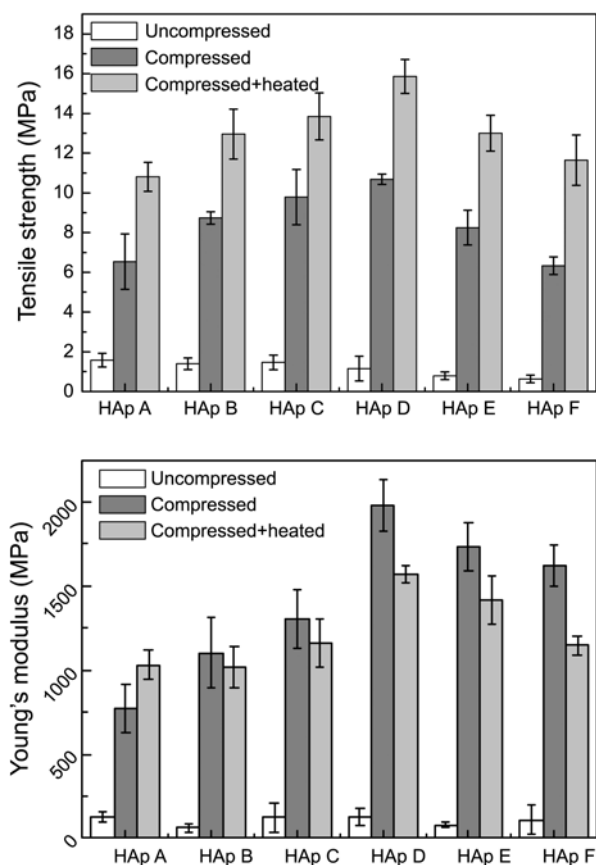 Uncompressed
Compressed
Compressed+heated
Tensile strength (MPa)
18
16
14
12
10
8
6
4
2
0
HAp A HAp B HAp C HAp D HAp E HAp F
Uncompressed
Compressed
Compressed+heated
Young's modulus (MPa)
2000
1500
1000
500
0
HAp A HAp B HAp C HAp D HAp E HAp F